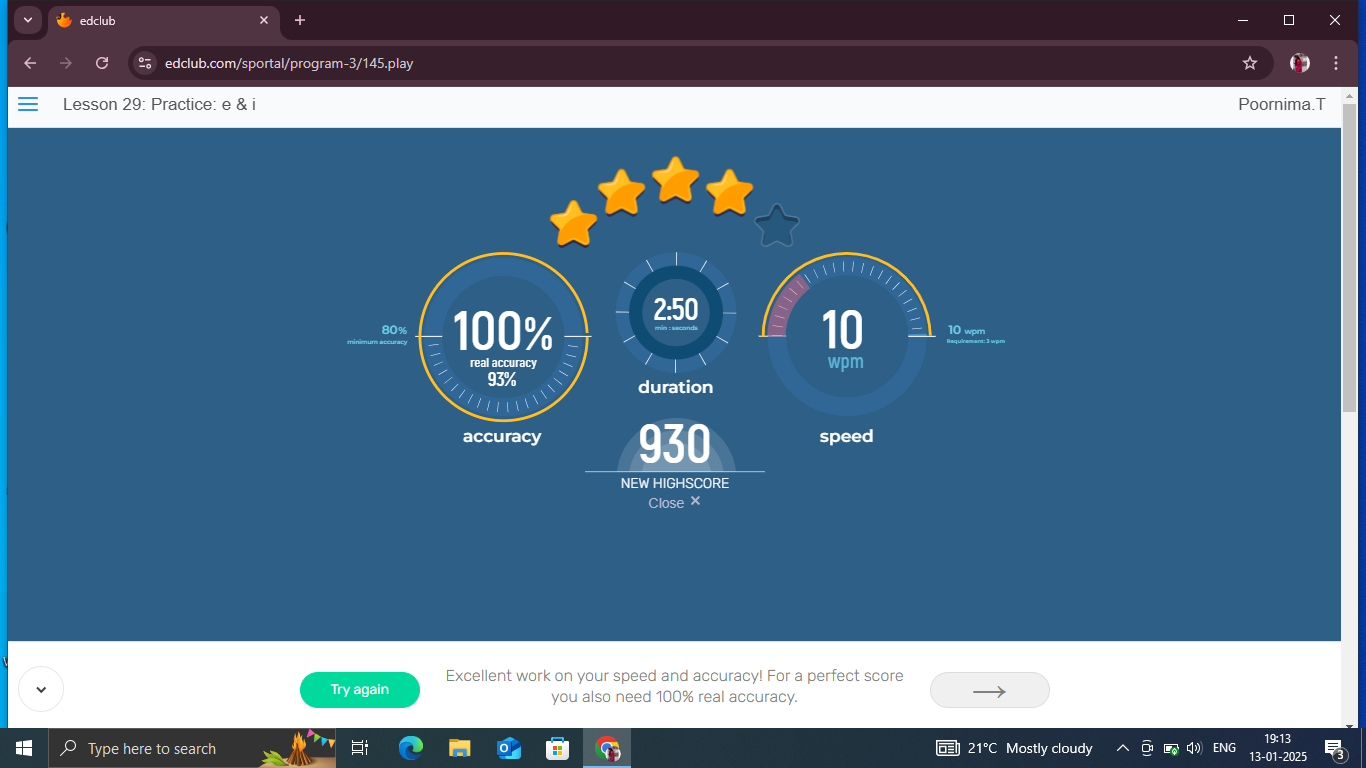 edclub
edclub.com/sportal/program-3/145.play
Lesson 29: Practice: e & i
Poornima.T
80%
minimum accuracy
100%
real accuracy
93%
accuracy
2:50
min : seconds
duration
10
wpm
speed
10 wpm
Requirement: 3 wpm
930
NEW HIGHSCORE
Close ×
Try again
Excellent work on your speed and accuracy! For a perfect score
you also need 100% real accuracy.
Type here to search
21°C Mostly cloudy
ENG
19:13
13-01-2025
3